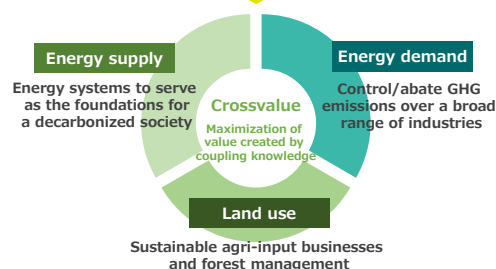 Energy supply
Energy systems to serve
as the foundations for
a decarbonized society
Energy demand
Control/abate GHG
emissions over a broad
range of industries
Crossvalue
Maximization of
value created by
coupling knowledge
Land use
Sustainable agri-input businesses
and forest management